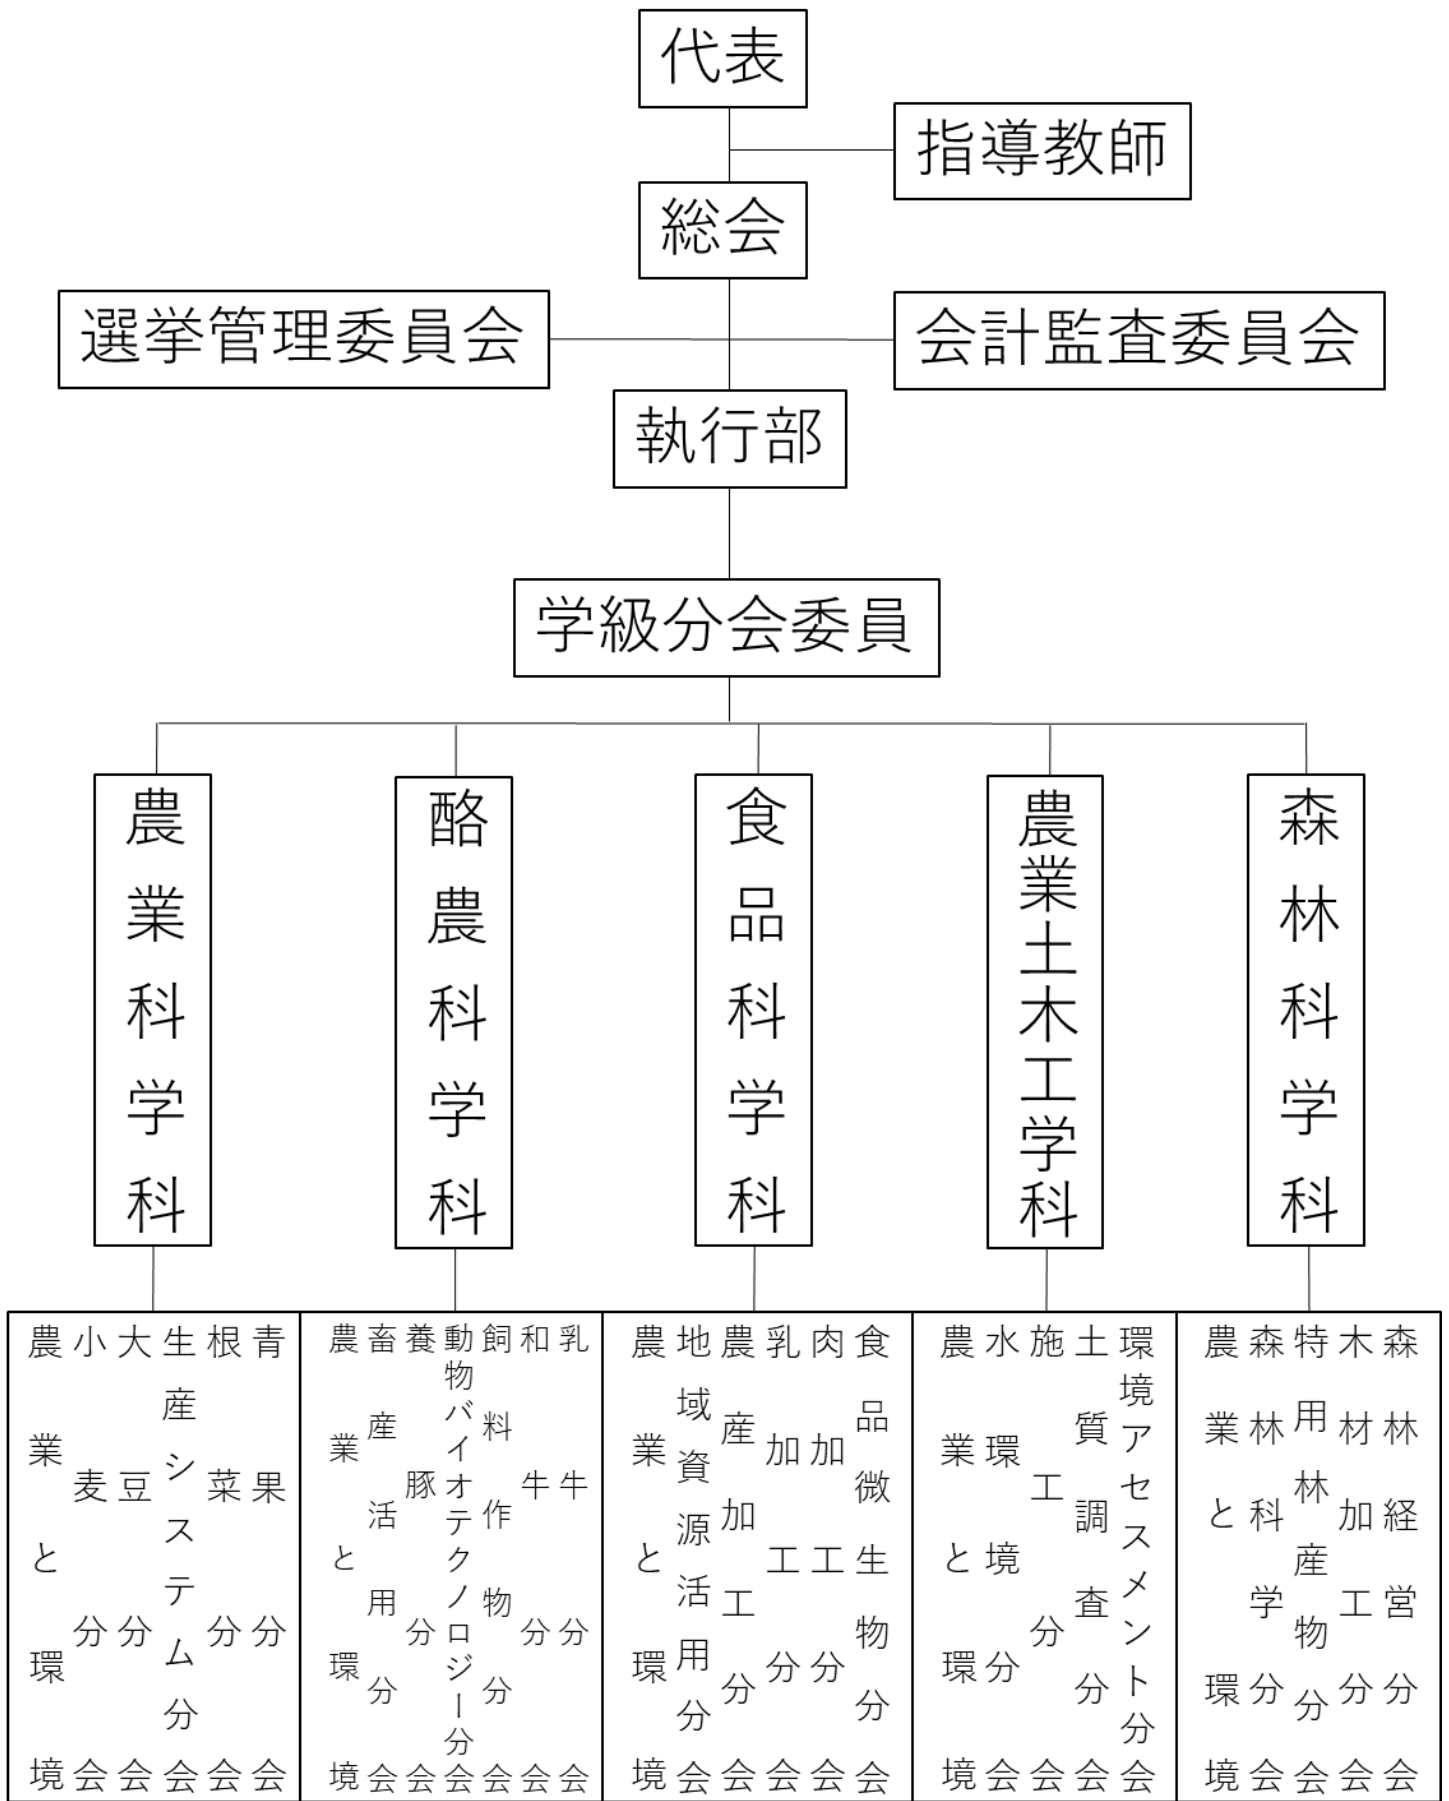 代表
指導教師
総会
選挙管理委員会
会計監査委員会
執行部
学級分会委員
農業科学科
酪農科学科
食品科学科
農業土木工学科
森林科学科
農業と環境
小麦分会
大豆分会
生産システム分会
根菜分会
青果分会
農業と環境
畜産活用分会
養豚分会
動物バイオテクノロジー分会
飼料作物分会
和牛分会
乳牛分会
農業と環境
地域資源活用分会
農産加工分会
乳加工分会
肉加工分会
食品微生物分会
農業と環境
水環境分会
施工分会
土質調査分会
環境アセスメント分会
農業と環境
森林科学分会
特用林産物分会
木材加工分会
森林経営分会